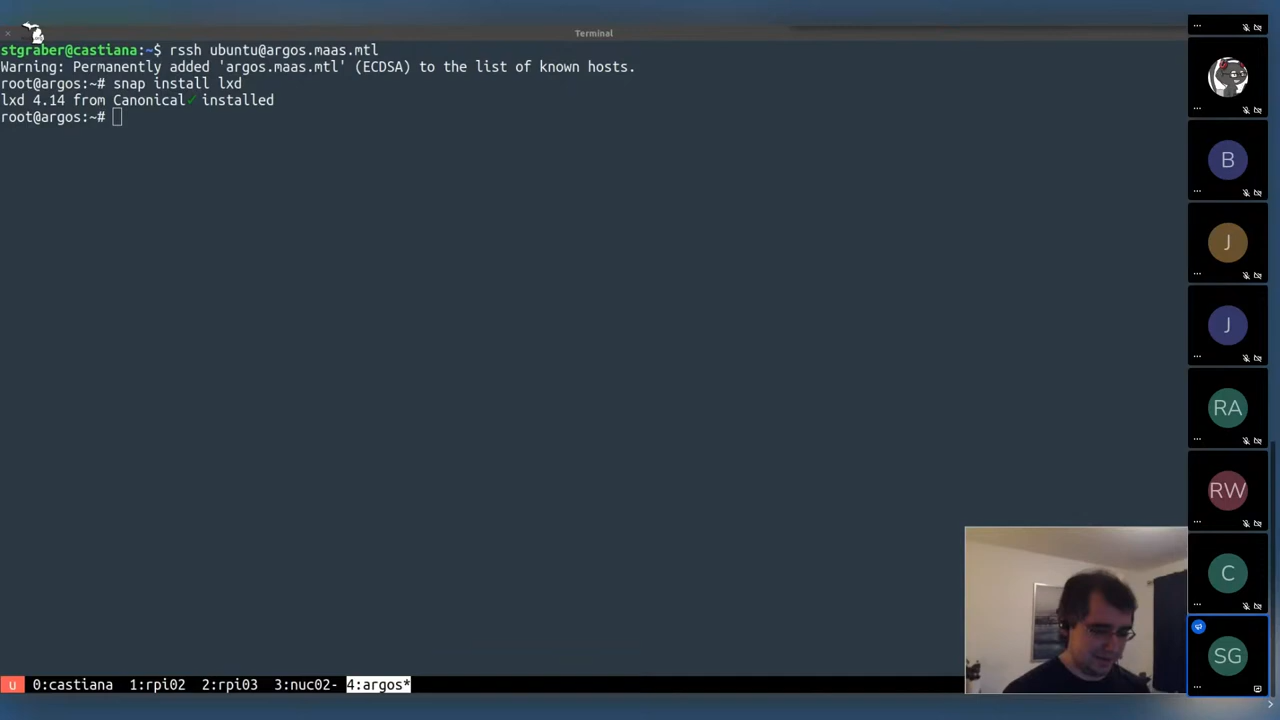 Terminal
stgraber@castiana:~$ rssh ubuntu@argos.maas.mtl
Warning: Permanently added 'argos.maas.mtl' (ECDSA) to the list of known hosts.
root@argos:~# snap install lxd
lxd 4.14 from Canonical✓ installed
root@argos:~#
B
J
J
RA
RW
C
SG
u 0:castiana 1:rpi02 2:rpi03 3:nuc02- 4:argos*